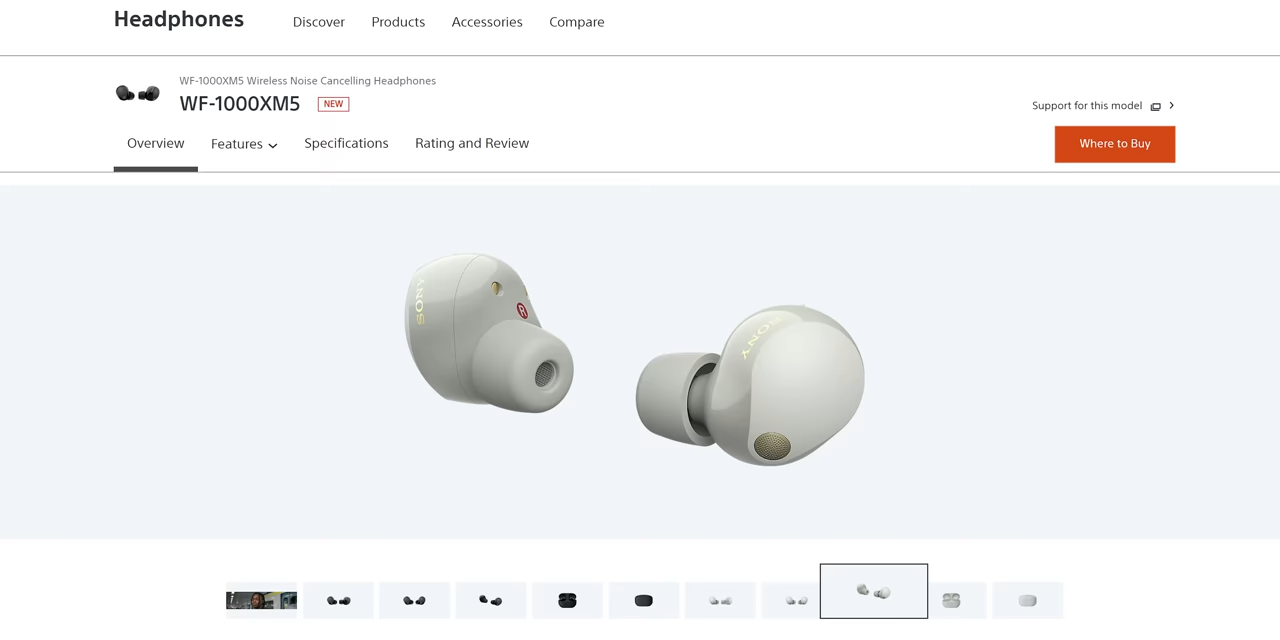 Headphones
Discover
Products
Accessories
Compare
WF-1000XM5 Wireless Noise Cancelling Headphones
WF-1000XM5
NEW
Support for this model
Overview
Features
Specifications
Rating and Review
Where to Buy
SONY
R
SONY